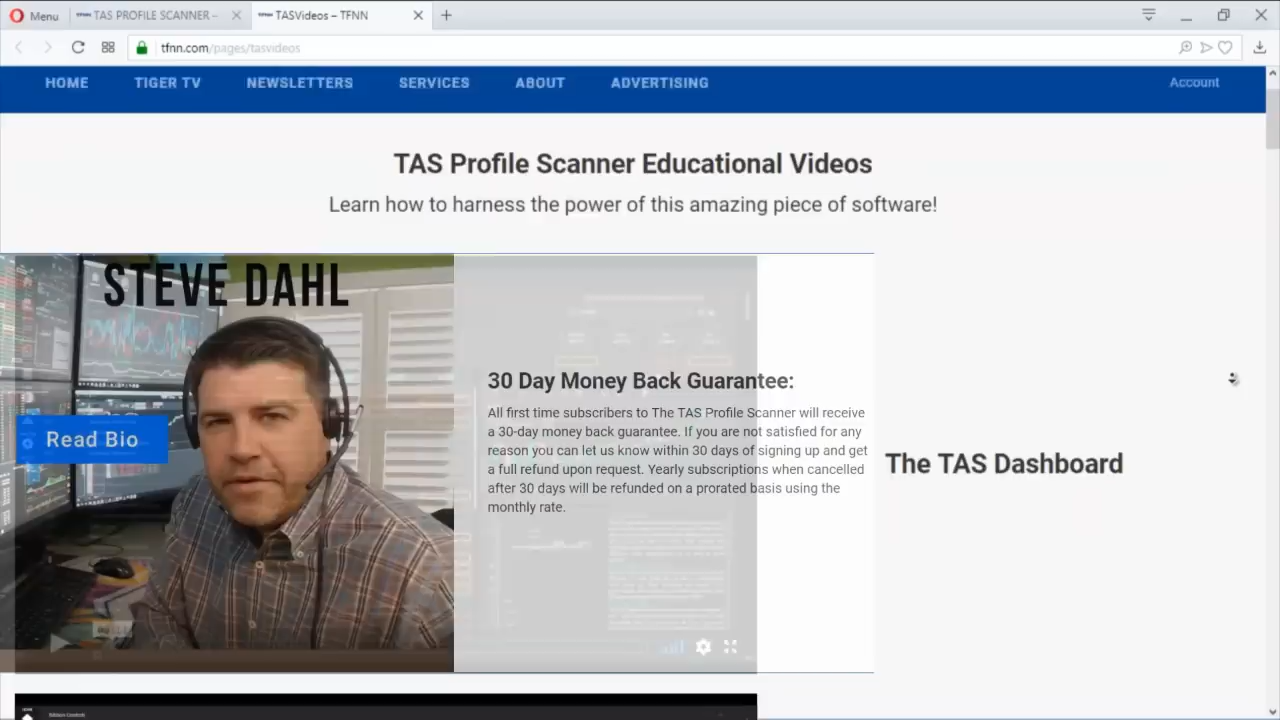 Menu
TAS PROFILE SCANNER –
TASVideos – TFNN
tfnn.com/pages/tasvideos
HOME
TIGER TV
NEWSLETTERS
SERVICES
ABOUT
ADVERTISING
Account
TAS Profile Scanner Educational Videos
Learn how to harness the power of this amazing piece of software!
STEVE DAHL
Read Bio
30 Day Money Back Guarantee:
All first time subscribers to The TAS Profile Scanner will receive
a 30-day money back guarantee. If you are not satisfied for any
reason you can let us know within 30 days of signing up and get
a full refund upon request. Yearly subscriptions when cancelled
after 30 days will be refunded on a prorated basis using the
monthly rate.
The TAS Dashboard